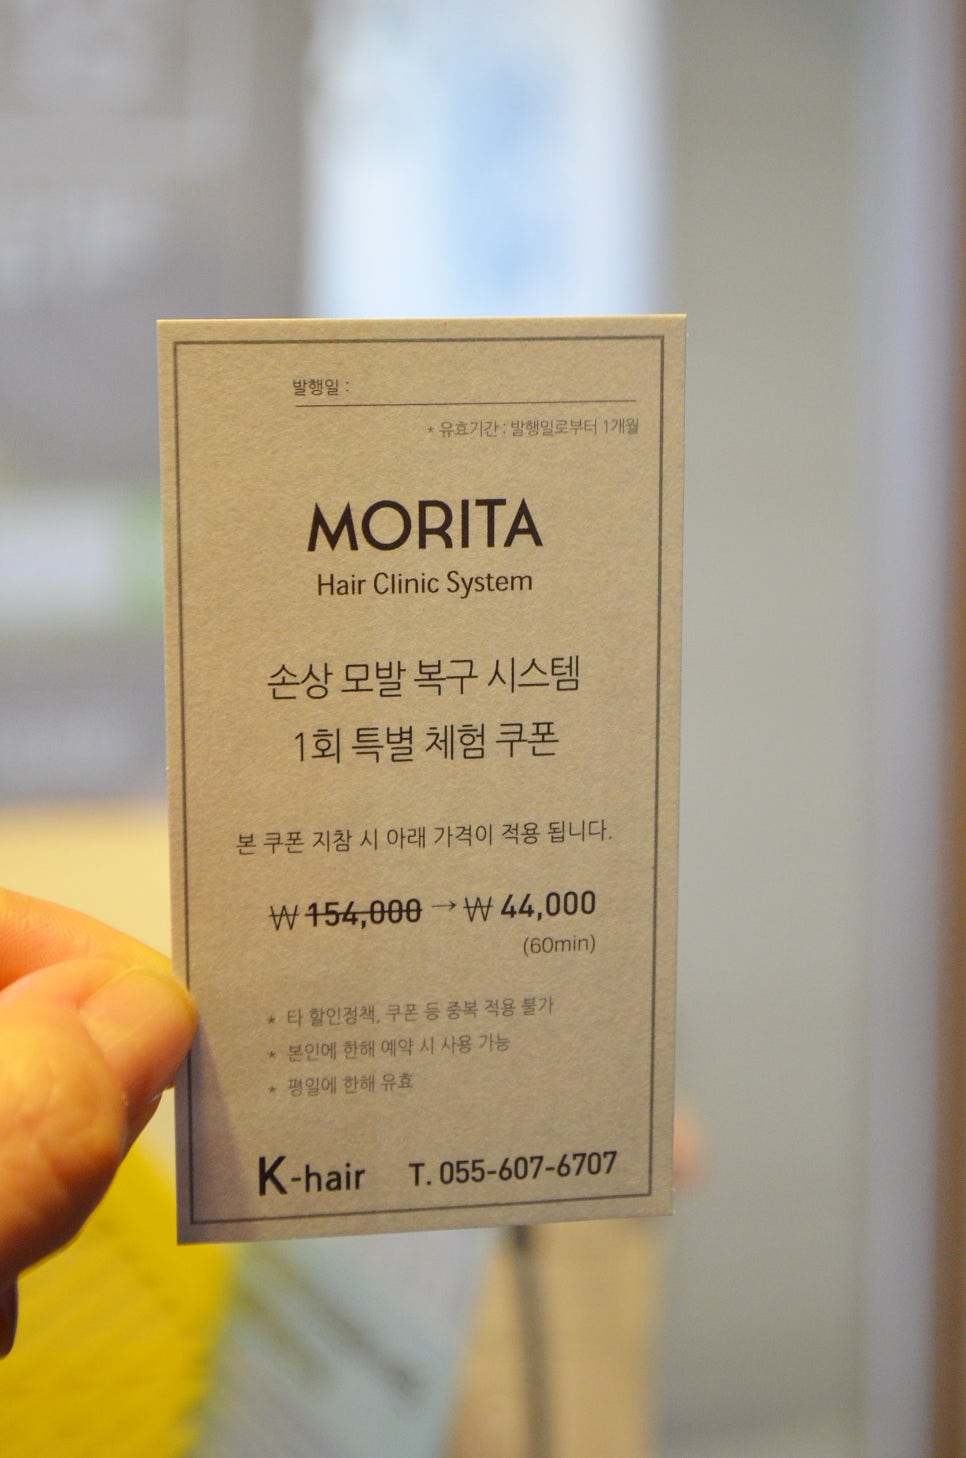 발행일 :
* 유효기간 : 발행일로부터 1개월
MORITA
Hair Clinic System
손상 모발 복구 시스템
1회 특별 체험 쿠폰
본 쿠폰 지참 시 아래 가격이 적용 됩니다.
₩ 154,000 → ₩ 44,000
(60min)
* 타 할인정책, 쿠폰 등 중복 적용 불가
* 본인에 한해 예약 시 사용 가능
* 평일에 한해 유효
K-hair T. 055-607-6707